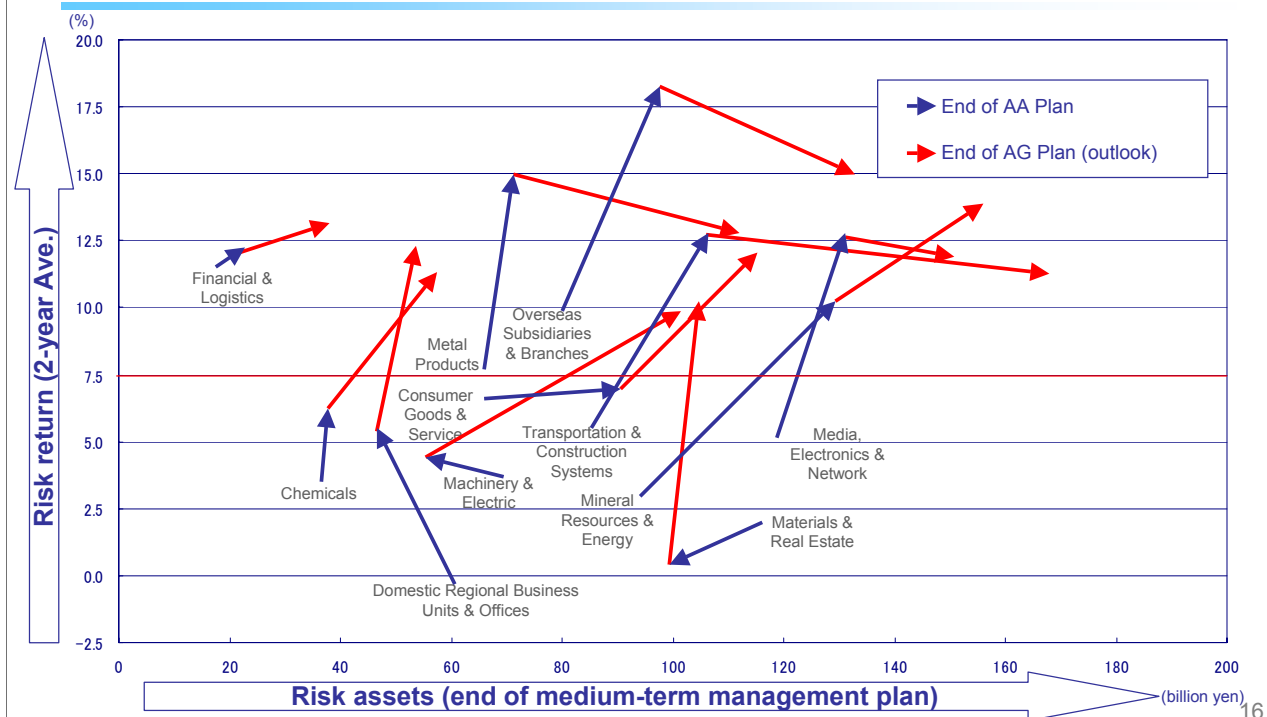 (%)
20.0
17.5
15.0
12.5
10.0
7.5
5.0
2.5
0.0
-2.5
Risk return (2-year Ave.)
End of AA Plan
End of AG Plan (outlook)
Financial &
Logistics
Metal
Products
Overseas
Subsidiaries
& Branches
Consumer
Goods &
Service
Transportation &
Construction
Systems
Media,
Electronics &
Network
Chemicals
Machinery &
Electric
Mineral
Resources &
Energy
Materials &
Real Estate
Domestic Regional Business
Units & Offices
0 20 40 60 80 100 120 140 160 180 200
Risk assets (end of medium-term management plan)
(billion yen)
16